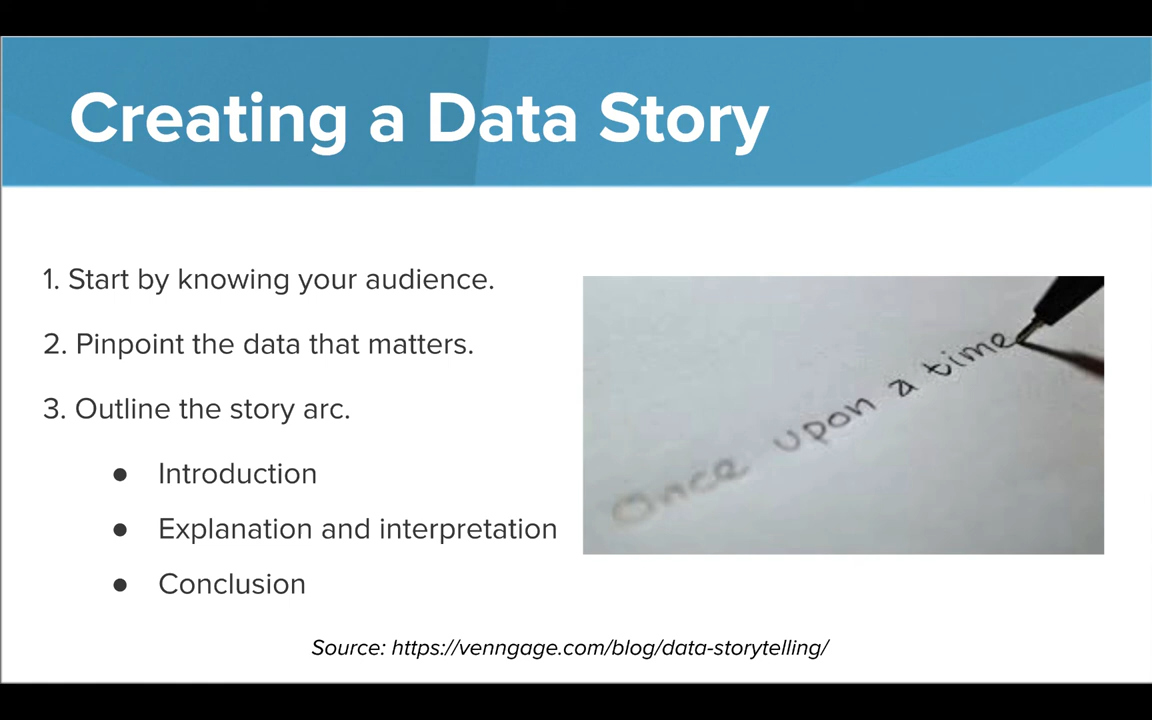 Creating a Data Story
1. Start by knowing your audience.
2. Pinpoint the data that matters.
3. Outline the story arc.
● Introduction
● Explanation and interpretation
● Conclusion
Once upon a time
Source: https://venngage.com/blog/data-storytelling/